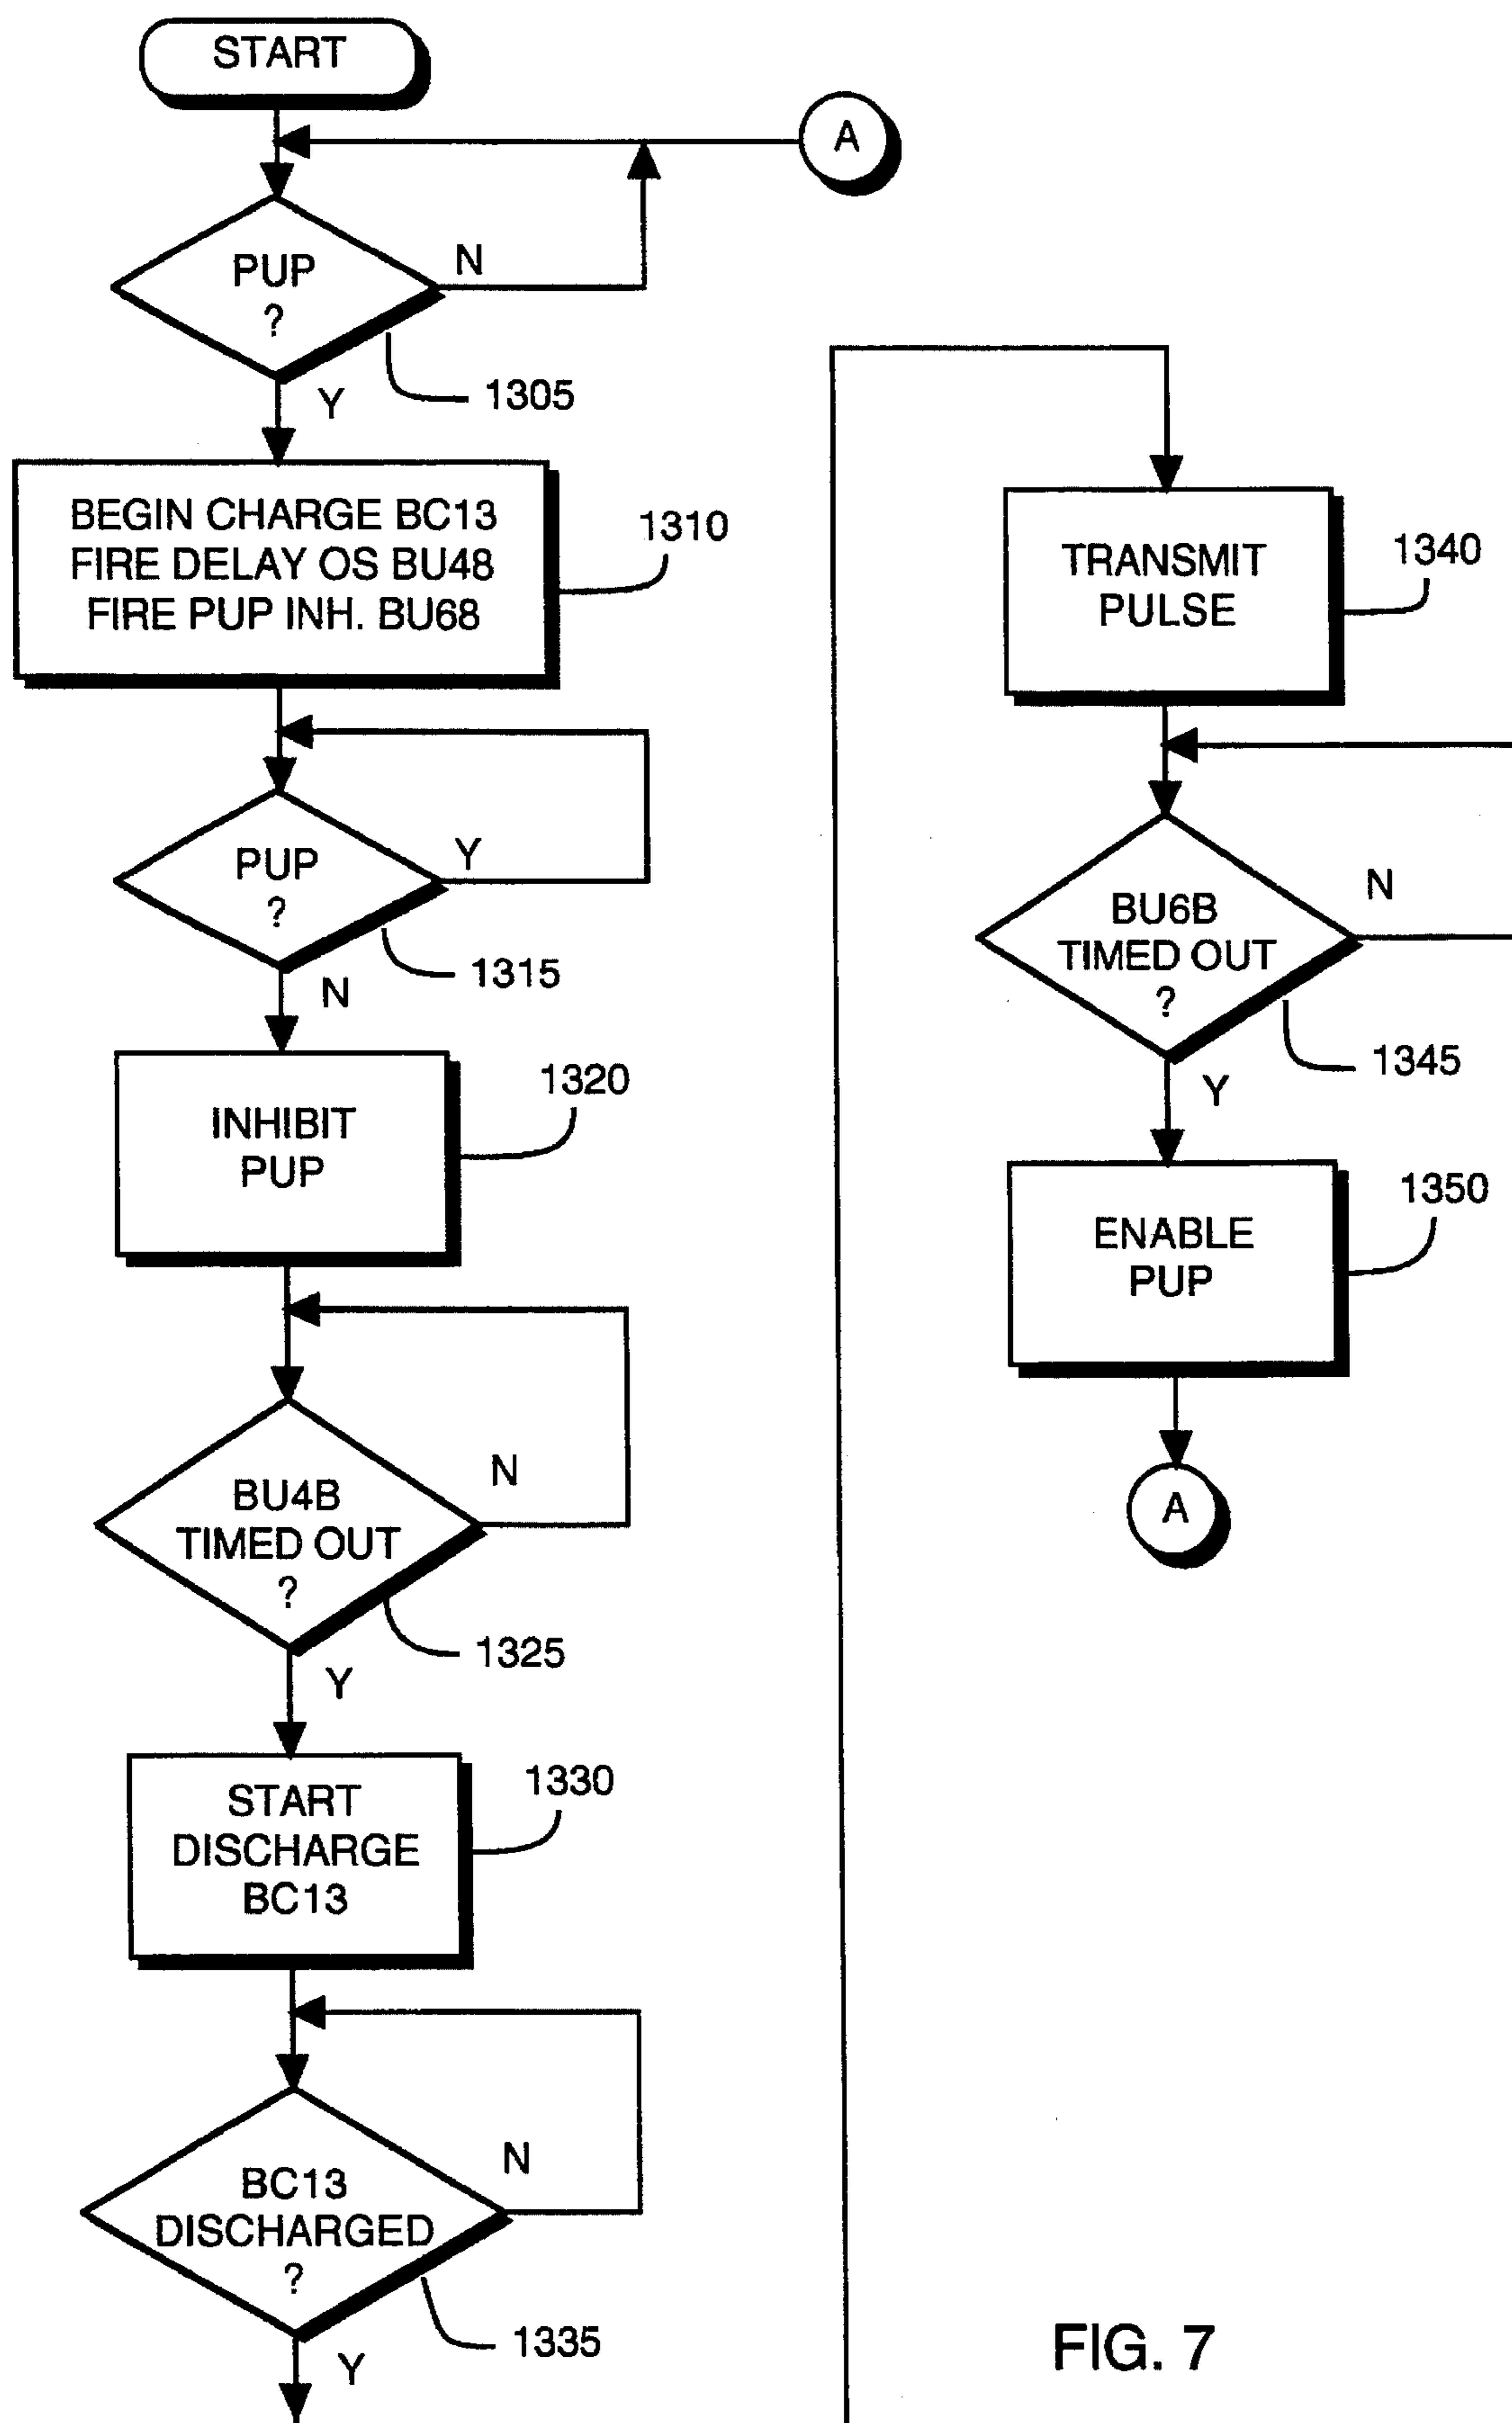 START
A
PUP
?
N
1305
Y
BEGIN CHARGE BC13
FIRE DELAY OS BU48
FIRE PUP INH. BU68
1310
PUP
?
Y
1315
N
INHIBIT
PUP
1320
BU4B
TIMED OUT
?
N
1325
Y
START
DISCHARGE
BC13
1330
BC13
DISCHARGED
?
N
1335
Y
TRANSMIT
PULSE
1340
BU6B
TIMED OUT
?
N
1345
Y
ENABLE
PUP
1350
A
FIG. 7